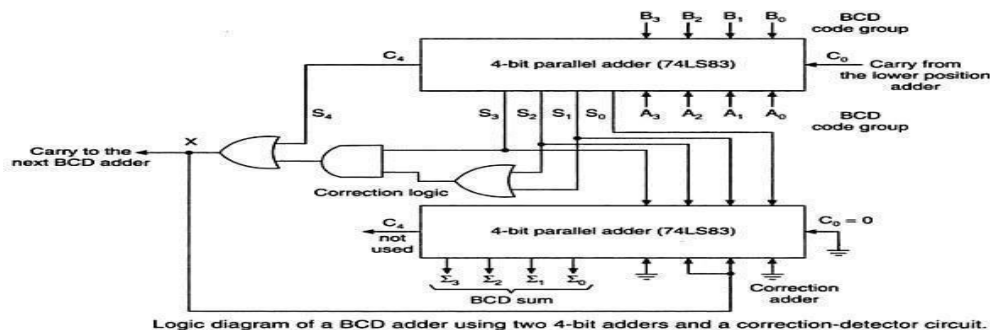 B3 B2 B1 B0 BCD code group
C4 4-bit parallel adder (74LS83) C0 Carry from the lower position adder
S4 S3 S2 S1 S0 A3 A2 A1 A0 BCD code group
X
Carry to the next BCD adder
Correction logic
C4 not used 4-bit parallel adder (74LS83) C0 = 0
Σ3 Σ2 Σ1 Σ0
BCD sum
Correction adder
Logic diagram of a BCD adder using two 4-bit adders and a correction-detector circuit.